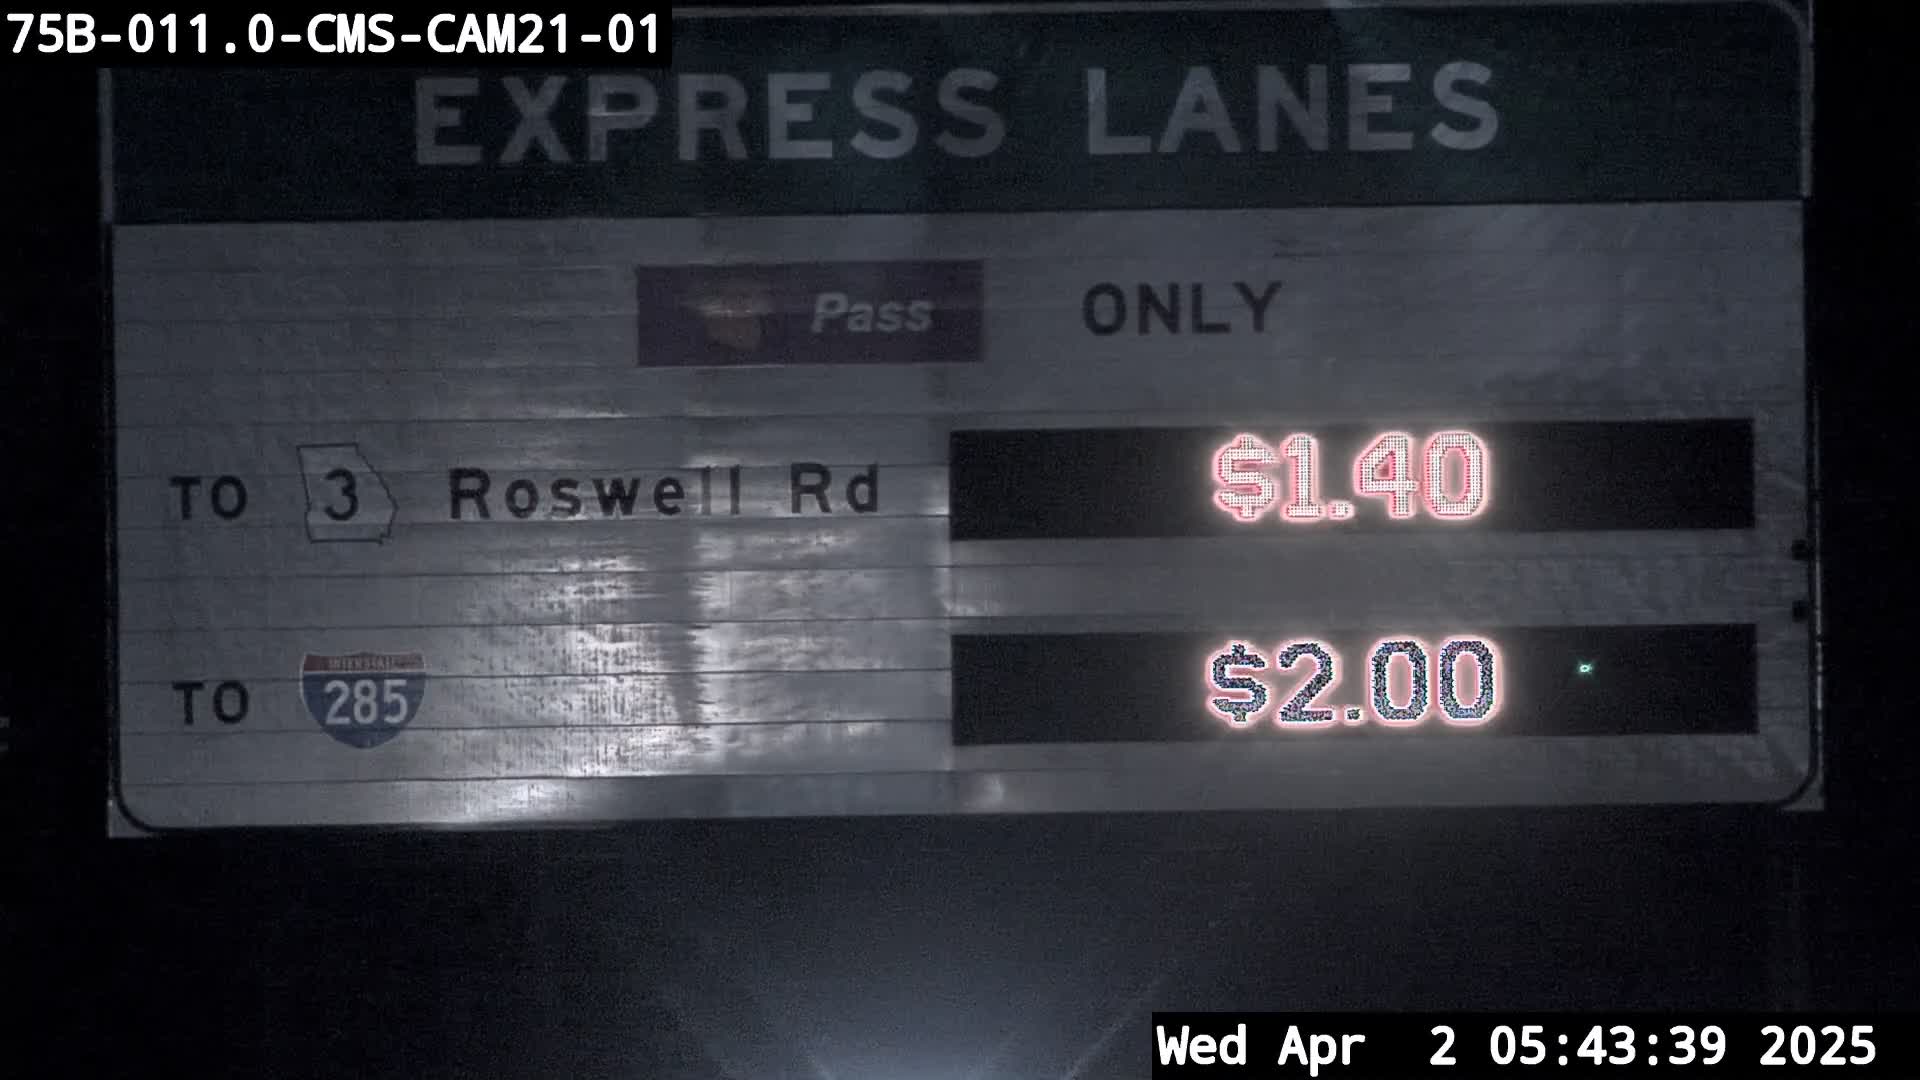 75B-011.0-CMS-CAM21-01
EXPRESS LANES
Pass ONLY
TO 3 Roswell Rd $1.40
INTERSTATE
TO 285 $2.00
Wed Apr 2 05:43:39 2025